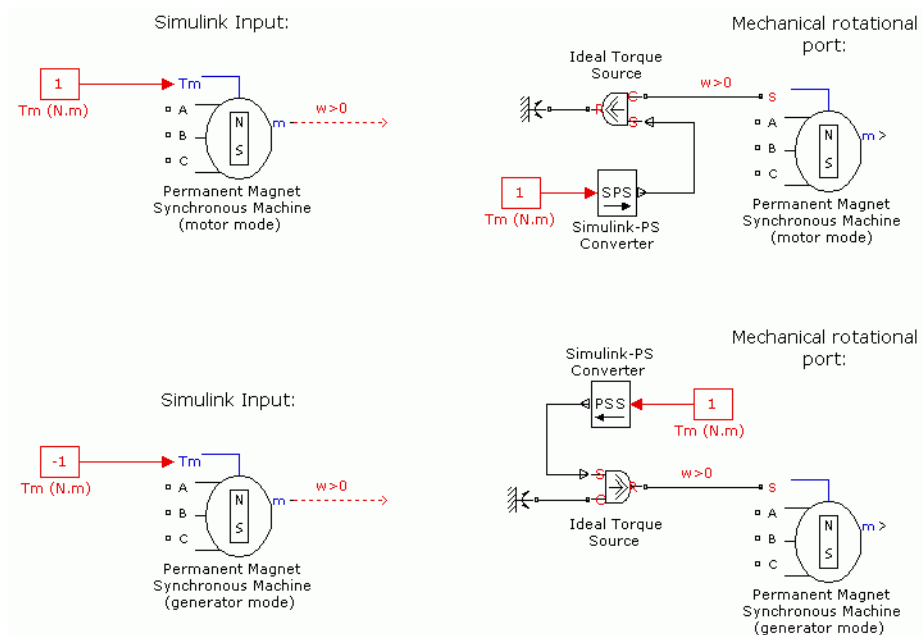 Simulink Input:
1
Tm (N.m)
Tm
A
B
C
N
S
m
w>0
Permanent Magnet
Synchronous Machine
(motor mode)
Mechanical rotational
port:
Ideal Torque
Source
w>0
R
C
S
1
Tm (N.m)
SPS
Simulink-PS
Converter
S
A
B
C
N
S
m >
Permanent Magnet
Synchronous Machine
(motor mode)
Simulink Input:
-1
Tm (N.m)
Tm
A
B
C
N
S
m
w>0
Permanent Magnet
Synchronous Machine
(generator mode)
Mechanical rotational
port:
Simulink-PS
Converter
PSS
1
Tm (N.m)
S
C
R
w>0
Ideal Torque
Source
S
A
B
C
N
S
m >
Permanent Magnet
Synchronous Machine
(generator mode)